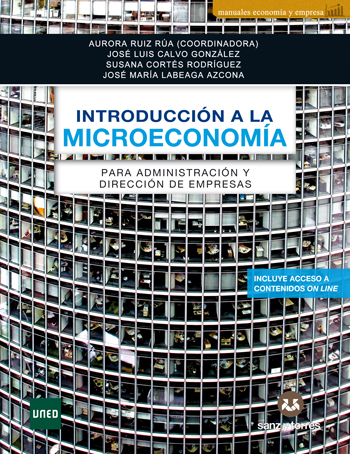 manuales economía y empresa
AURORA RUIZ RÚA (COORDINADORA)
JOSÉ LUIS CALVO GONZÁLEZ
SUSANA CORTÉS RODRÍGUEZ
JOSÉ MARÍA LABEAGA AZCONA
INTRODUCCIÓN A LA
MICROECONOMÍA
PARA ADMINISTRACIÓN Y
DIRECCIÓN DE EMPRESAS
INCLUYE ACCESO A
CONTENIDOS ON LINE
UNED
sanz y torres